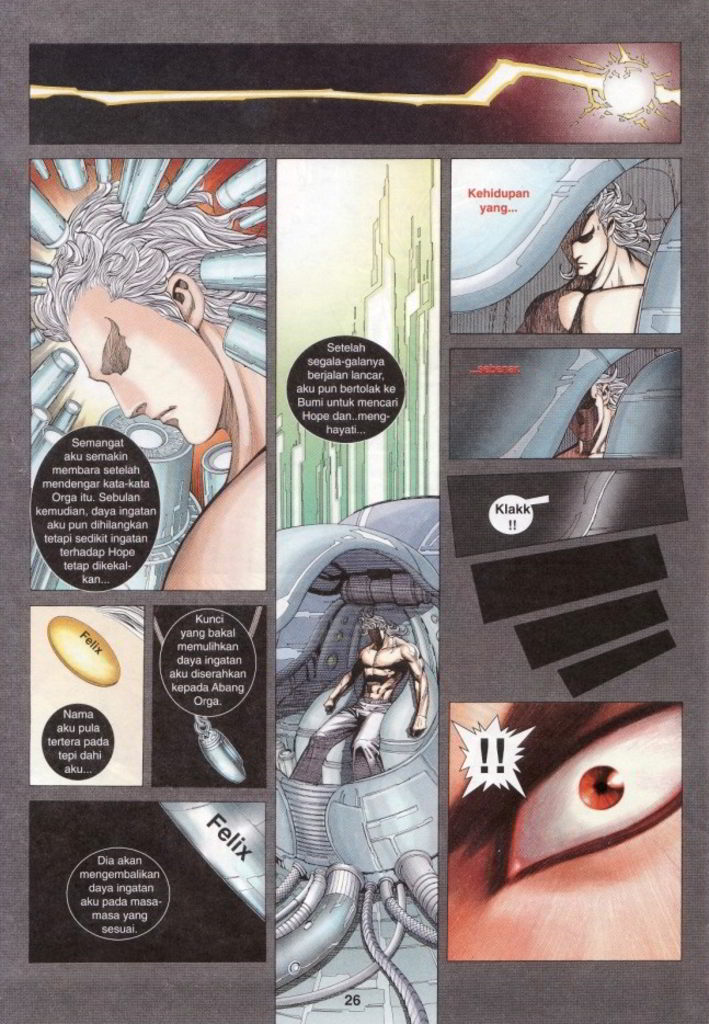 Semangat
aku semakin
membara setelah
mendengar kata-kata
Orga itu. Sebulan
kemudian, daya ingatan
aku pun dihilangkan
tetapi sedikit ingatan
terhadap Hope
tetap dikekal-
kan...
Felix
Nama
aku pula
tertera pada
tepi dahi
aku...
Kunci
yang bakal
memulihkan
daya ingatan
aku diserahkan
kepada Abang
Orga.
Felix
Dia akan
mengembalikan
daya ingatan
aku pada masa-
masa yang
sesuai.
Setelah
segala-galanya
berjalan lancar,
aku pun bertolak ke
Bumi untuk mencari
Hope dan..meng-
hayati...
Kehidupan
yang...
...sebenar.
Klakk
!!
!!
26